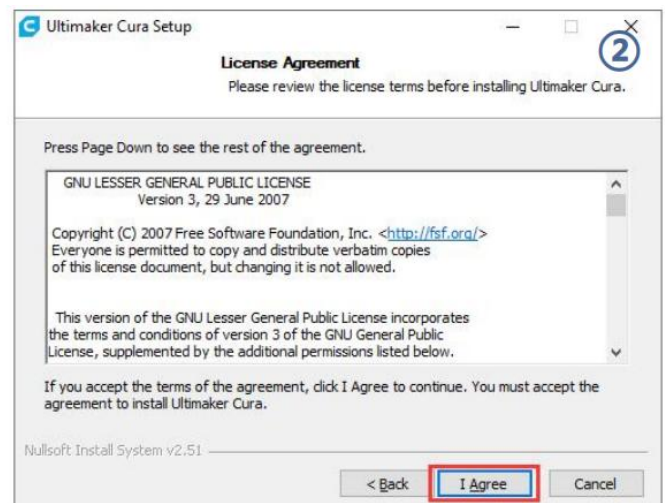 Ultimaker Cura Setup
②
License Agreement
Please review the license terms before installing Ultimaker Cura.
Press Page Down to see the rest of the agreement.
GNU LESSER GENERAL PUBLIC LICENSE
Version 3, 29 June 2007
Copyright (C) 2007 Free Software Foundation, Inc. <http://fsf.org/>
Everyone is permitted to copy and distribute verbatim copies
of this license document, but changing it is not allowed.
This version of the GNU Lesser General Public License incorporates
the terms and conditions of version 3 of the GNU General Public
License, supplemented by the additional permissions listed below.
If you accept the terms of the agreement, click I Agree to continue. You must accept the
agreement to install Ultimaker Cura.
Nullsoft Install System v2.51
< Back I Agree Cancel